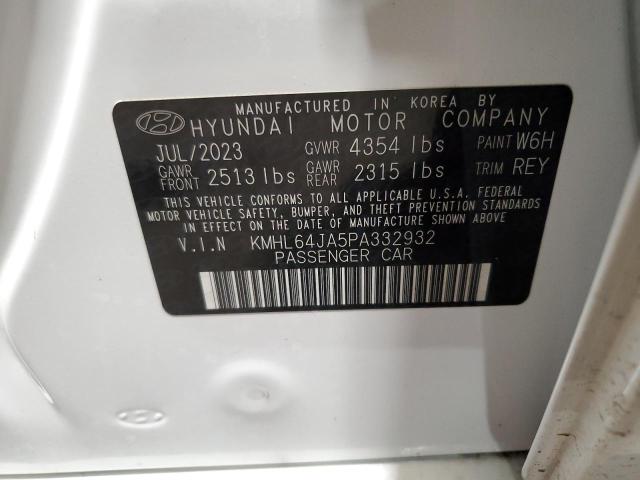 MANUFACTURED IN KOREA BY
HYUNDAI MOTOR COMPANY
JUL/2023 GVWR 4354 lbs PAINT W6H
GAWR FRONT 2513 lbs GAWR REAR 2315 lbs TRIM REY
THIS VEHICLE CONFORMS TO ALL APPLICABLE U.S.A. FEDERAL
MOTOR VEHICLE SAFETY, BUMPER, AND THEFT PREVENTION STANDARDS
IN EFFECT ON THE DATE OF MANUFACTURE SHOWN ABOVE.
V.I.N KMHL64JA5PA332932
PASSENGER CAR